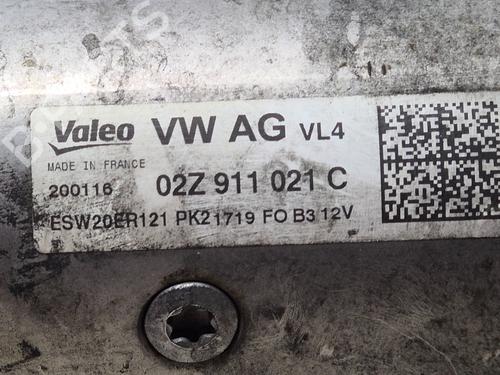 Valeo VW AG VL4
MADE IN FRANCE
200116 02Z 911 021 C
ESW20ER121 PK21719 FO B3 12V